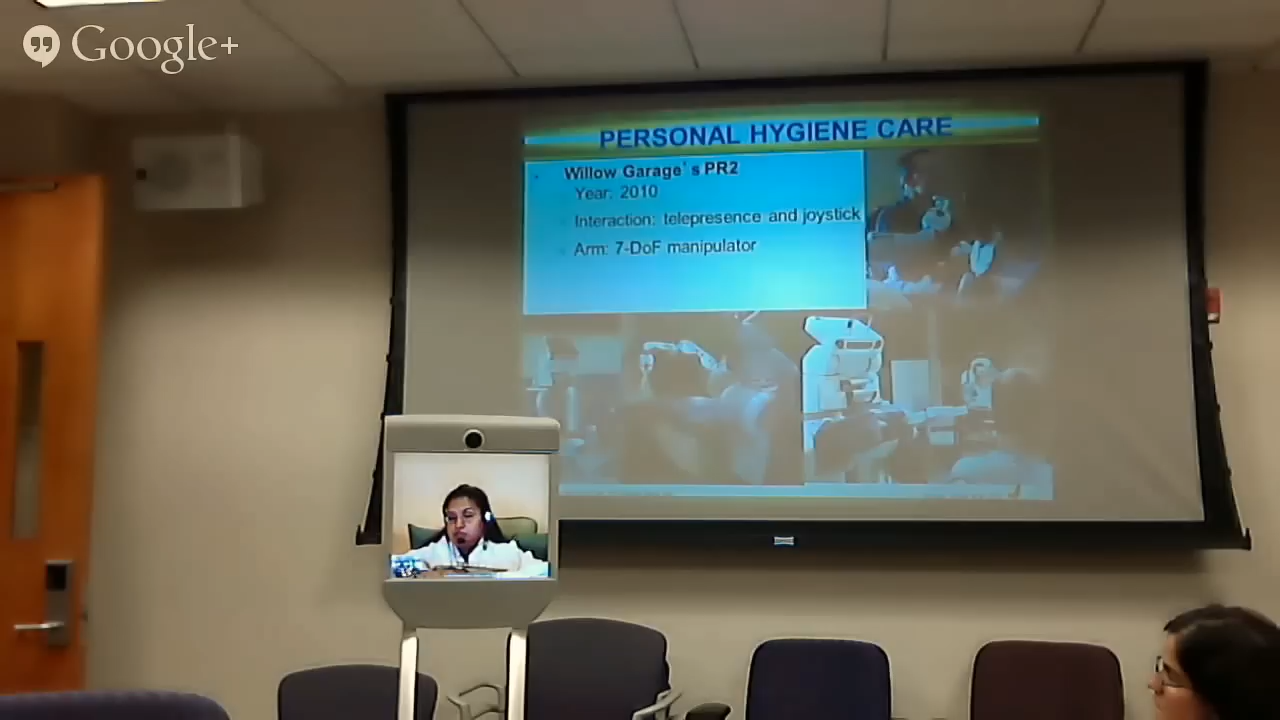 Google+
PERSONAL HYGIENE CARE
Willow Garage's PR2
Year: 2010
Interaction: telepresence and joystick
Arm: 7-DoF manipulator